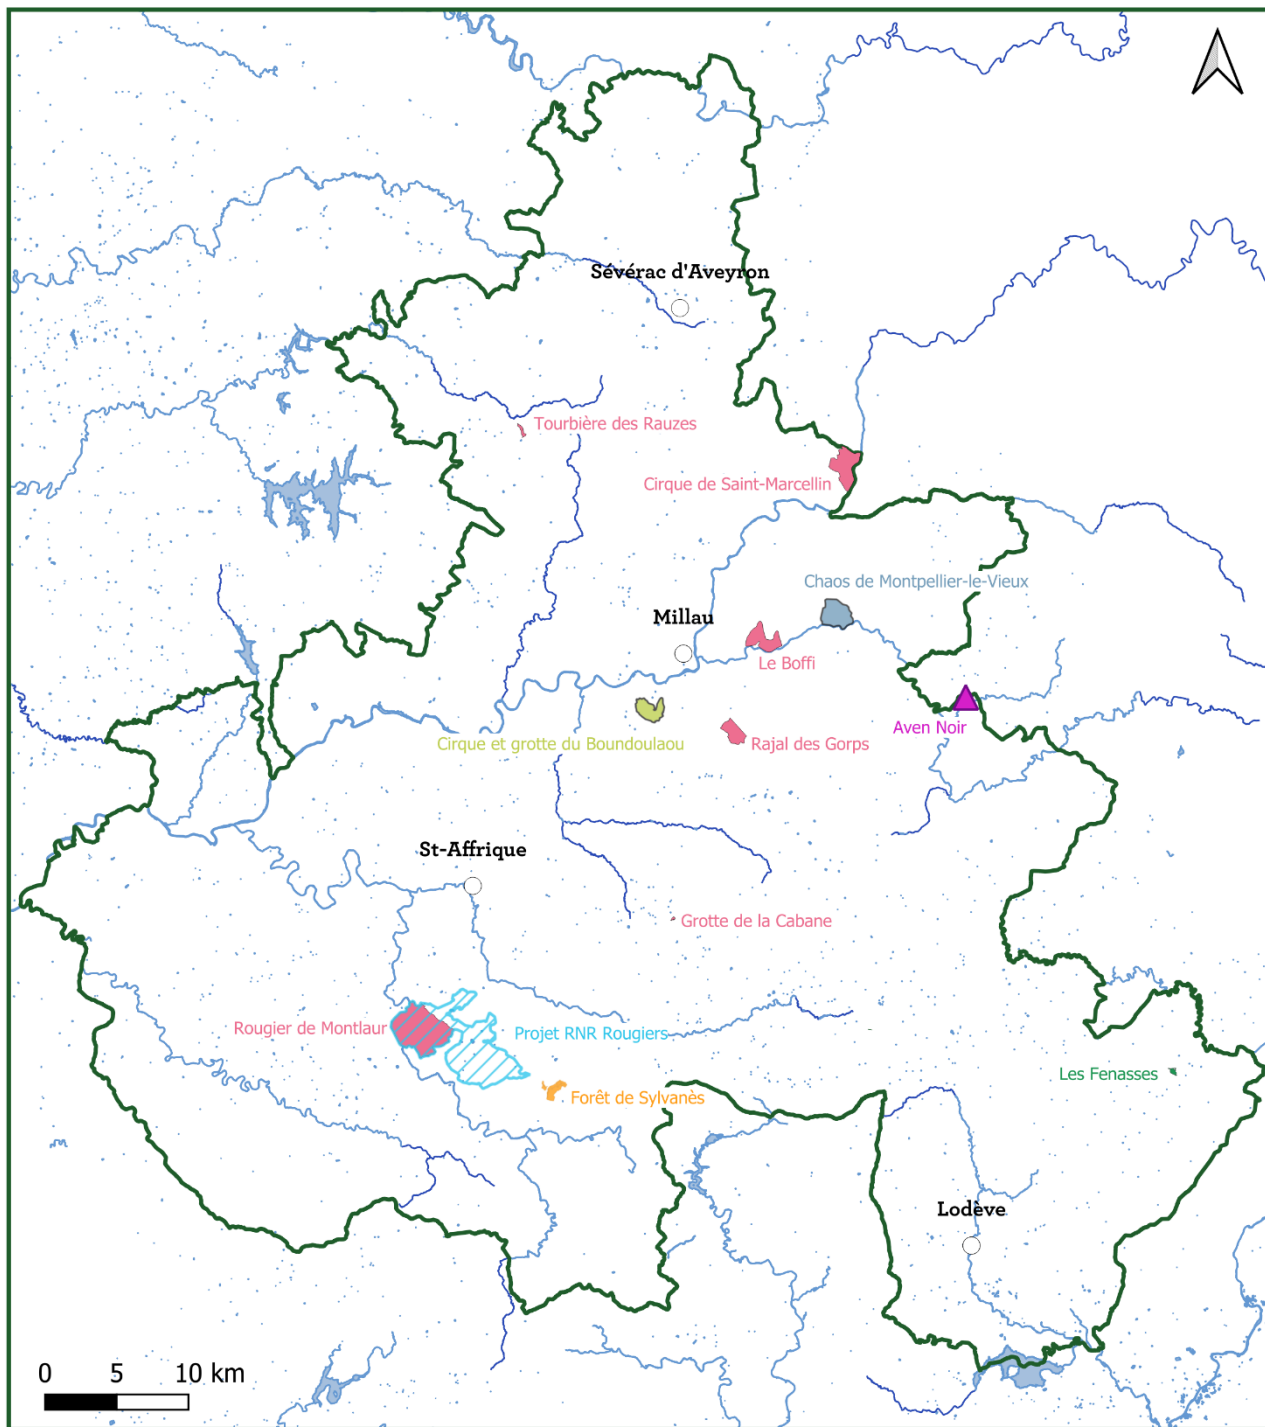 Sévérac d'Aveyron
Tourbière des Rauzes
Cirque de Saint-Marcellin
Chaos de Montpellier-le-Vieux
Millau
Le Boffi
Aven Noir
Cirque et grotte du Boundoulaou
Rajal des Gorps
St-Affrique
Grotte de la Cabane
Rougier de Montlaur
Projet RNR Rougiers
Les Fenasses
Forêt de Sylvanès
Lodève
0 5 10 km